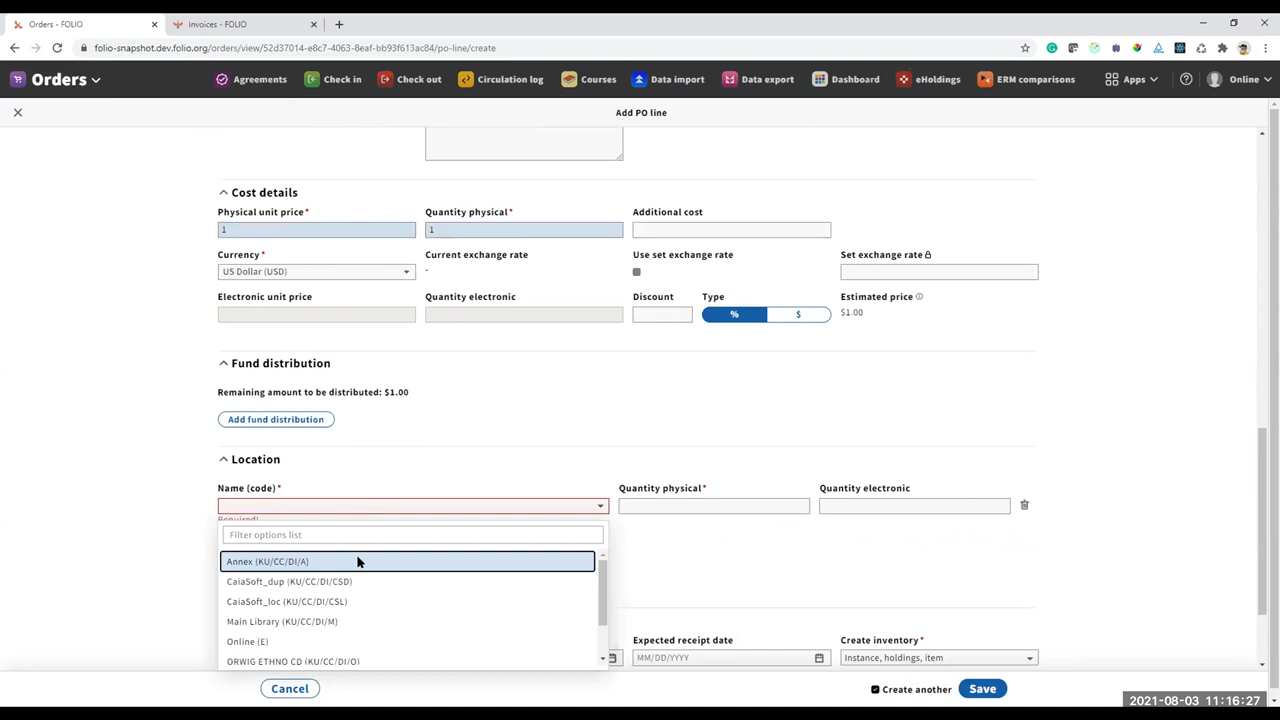 Orders - FOLIO
Invoices - FOLIO
folio-snapshot.dev.folio.org/orders/view/52d37014-e8c7-4063-8eaf-bb93f613ac84/po-line/create
Orders Agreements Check in Check out Circulation log Courses Data import Data export Dashboard eHoldings ERM comparisons Apps Online
Add PO line
Cost details
Physical unit price* Quantity physical* Additional cost
1 1
Currency* Current exchange rate Use set exchange rate Set exchange rate
US Dollar (USD) -
Electronic unit price Quantity electronic Discount Type Estimated price
% $ $1.00
Fund distribution
Remaining amount to be distributed: $1.00
Add fund distribution
Location
Name (code)* Quantity physical* Quantity electronic
Required!
Filter options list
Annex (KU/CC/DI/A)
CaiaSoft_dup (KU/CC/DI/CSD)
CaiaSoft_loc (KU/CC/DI/CSL)
Main Library (KU/CC/DI/M)
Online (E)
ORWIG ETHNO CD (KU/CC/DI/O)
Expected receipt date Create inventory*
MM/DD/YYYY Instance, holdings, item
Cancel Create another Save
2021-08-03 11:16:27